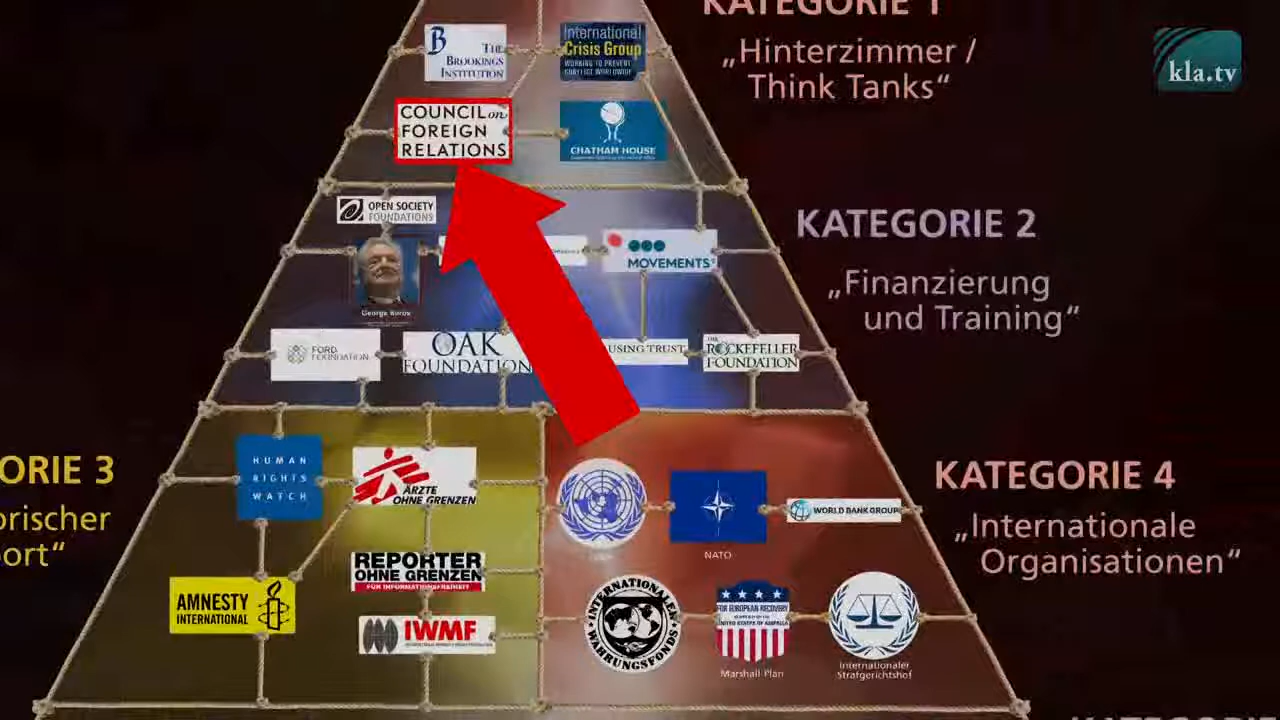 KATEGORIE 1
„Hinterzimmer /
Think Tanks“
kla.tv
B THE
BROOKINGS
INSTITUTION
International
Crisis Group
WORKING TO PREVENT
CONFLICT WORLDWIDE
COUNCIL on
FOREIGN
RELATIONS
CHATHAM HOUSE
KATEGORIE 2
„Finanzierung
und Training“
OPEN SOCIETY
FOUNDATIONS
George Soros
MOVEMENTS
FORD
FOUNDATION
OAK
FOUNDATION
USING TRUST
THE
ROCKEFELLER
FOUNDATION
ORIE 3
orischer
port“
HUMAN
RIGHTS
WATCH
ÄRZTE
OHNE GRENZEN
REPORTER
OHNE GRENZEN
FÜR INFORMATIONSFREIHEIT
AMNESTY
INTERNATIONAL
IWMF
KATEGORIE 4
„Internationale
Organisationen“
NATO
WORLD BANK GROUP
INTERNATIONALER
WÄHRUNGSFONDS
FOR EUROPEAN RECOVERY
SUPPLIED BY THE
UNITED STATES OF AMERICA
Marshall-Plan
Internationaler
Strafgerichtshof